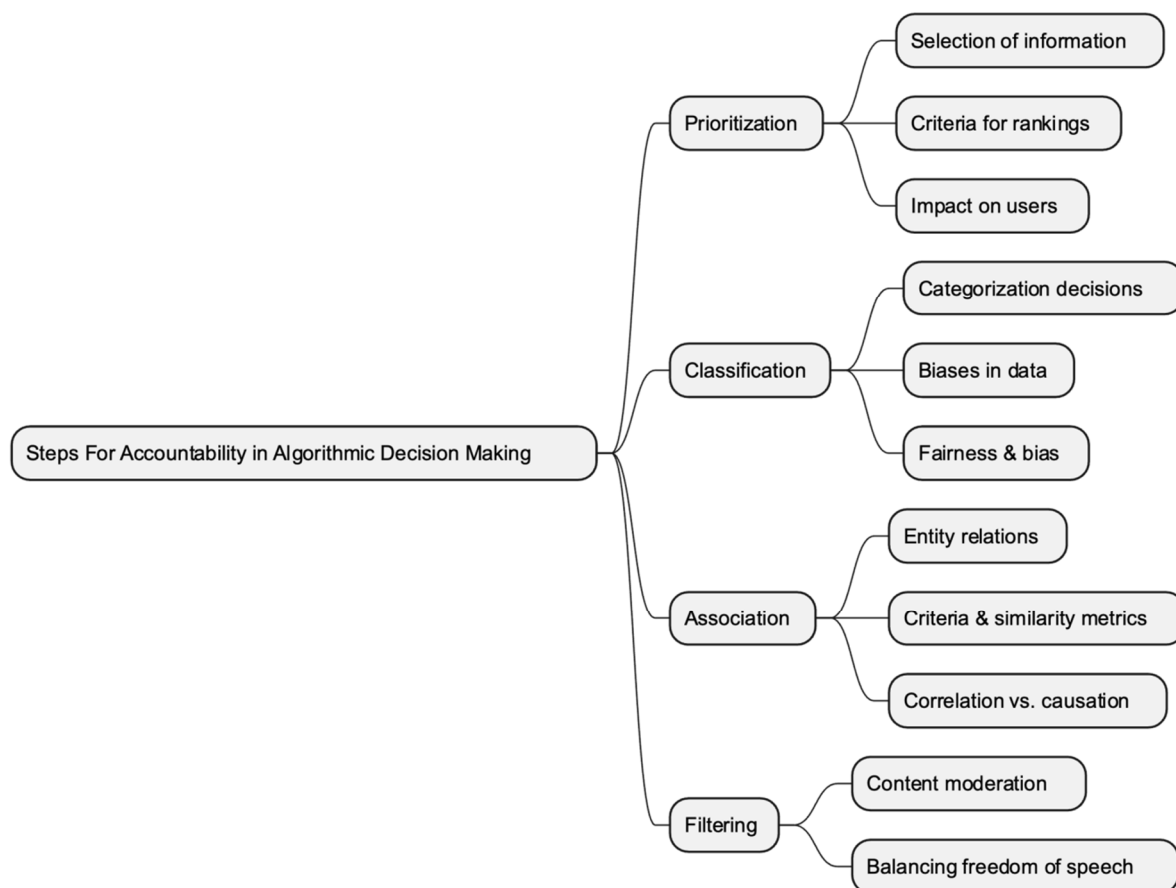 Steps For Accountability in Algorithmic Decision Making
Prioritization
Selection of information
Criteria for rankings
Impact on users
Classification
Categorization decisions
Biases in data
Fairness & bias
Association
Entity relations
Criteria & similarity metrics
Correlation vs. causation
Filtering
Content moderation
Balancing freedom of speech